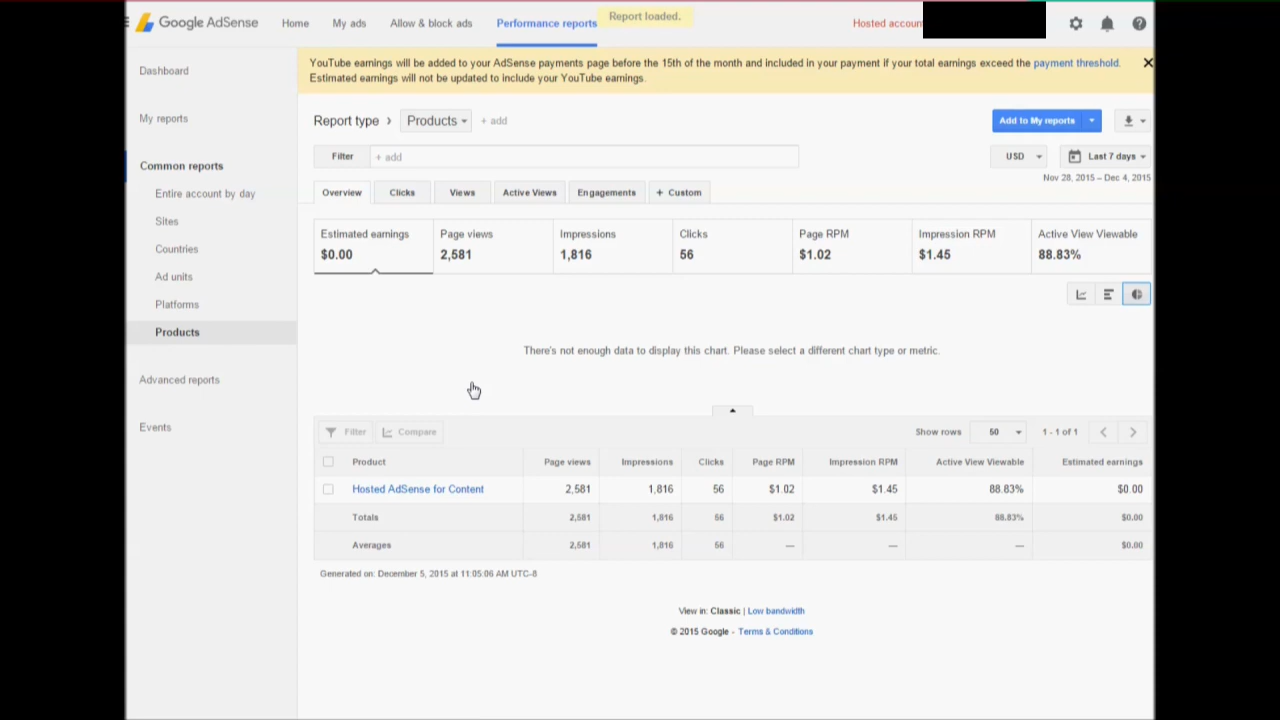 Google AdSense
Home
My ads
Allow & block ads
Performance reports
Report loaded.
Hosted accoun
Dashboard
My reports
Common reports
Entire account by day
Sites
Countries
Ad units
Platforms
Products
Advanced reports
Events
YouTube earnings will be added to your AdSense payments page before the 15th of the month and included in your payment if your total earnings exceed the payment threshold.
Estimated earnings will not be updated to include your YouTube earnings.
Report type › Products + add
Add to My reports
Filter + add
USD
Last 7 days
Nov 28, 2015 – Dec 4, 2015
Overview Clicks Views Active Views Engagements + Custom
Estimated earnings Page views Impressions Clicks Page RPM Impression RPM Active View Viewable
$0.00 2,581 1,816 56 $1.02 $1.45 88.83%
There's not enough data to display this chart. Please select a different chart type or metric.
Filter Compare Show rows 50 1 - 1 of 1
Product Page views Impressions Clicks Page RPM Impression RPM Active View Viewable Estimated earnings
Hosted AdSense for Content 2,581 1,816 56 $1.02 $1.45 88.83% $0.00
Totals 2,581 1,816 56 $1.02 $1.45 88.83% $0.00
Averages 2,581 1,816 56 — — — $0.00
Generated on: December 5, 2015 at 11:05:06 AM UTC-8
View in: Classic | Low bandwidth
© 2015 Google - Terms & Conditions